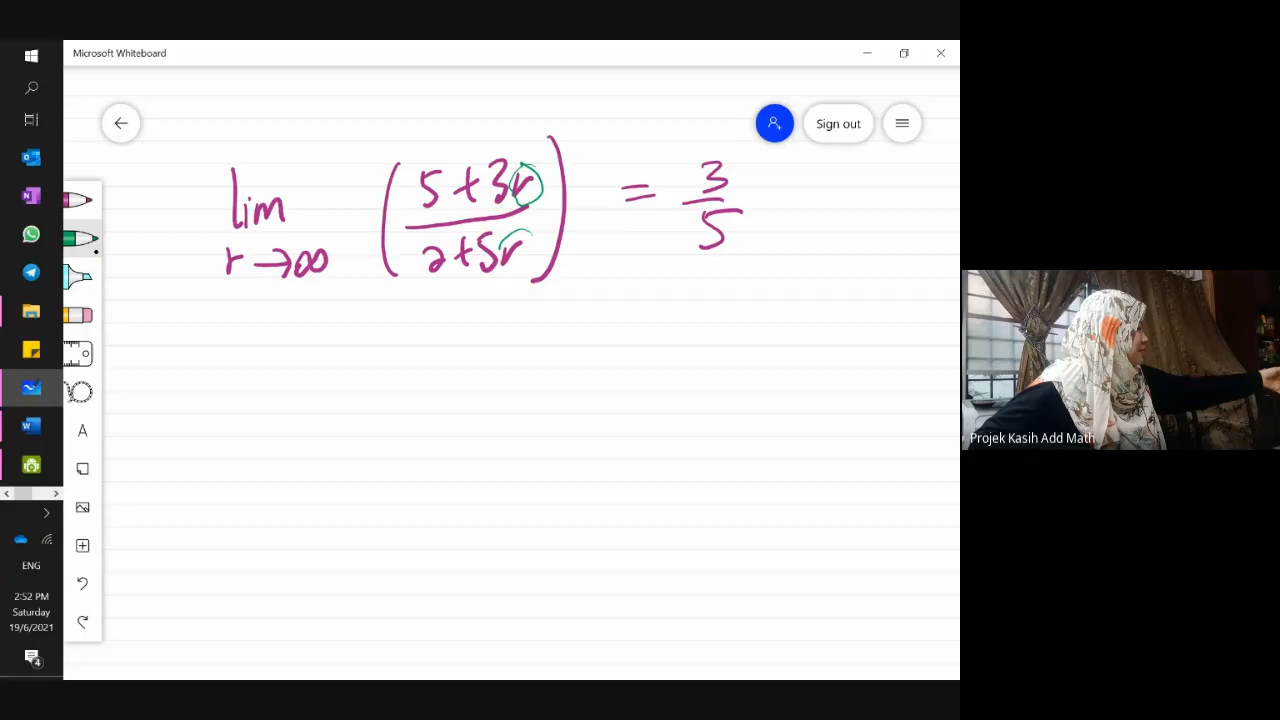 Microsoft Whiteboard
Sign out
lim r→∞ ( (5 + 3r) / (2 + 5r) ) = 3/5
A
W
Projek Kasih Add Math
ENG
2:52 PM
Saturday
19/6/2021
4